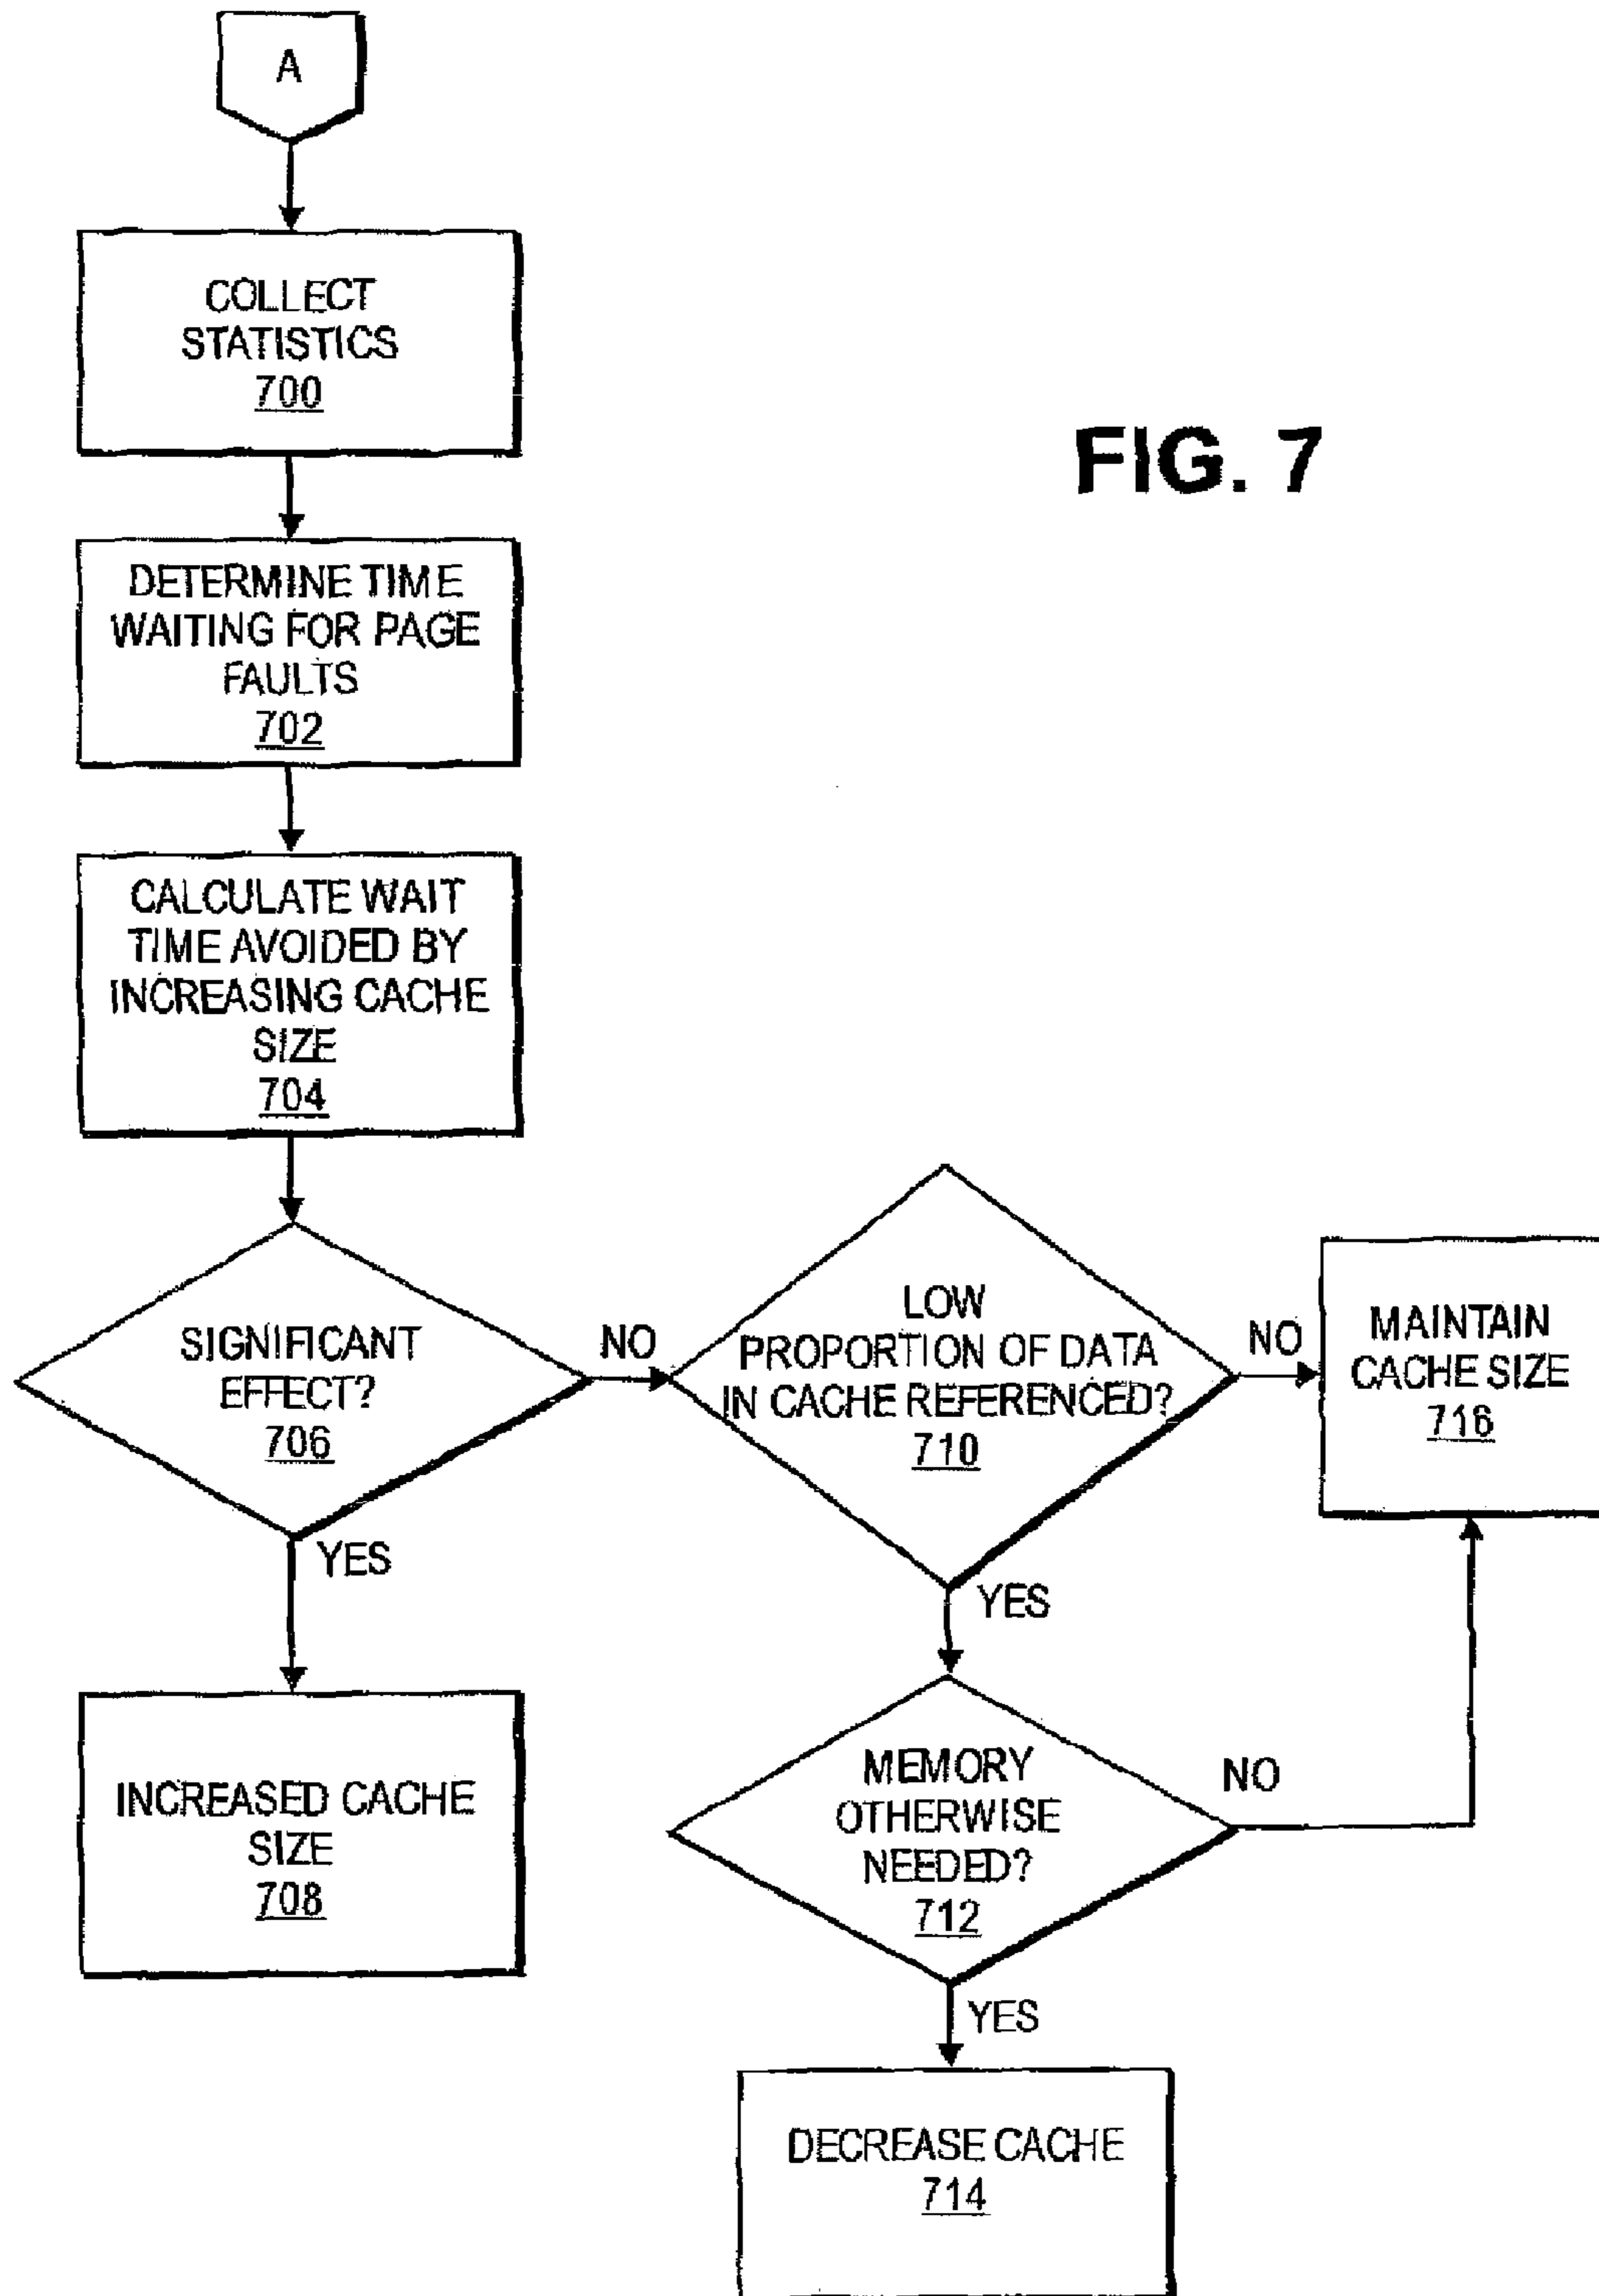 A
COLLECT
STATISTICS
700
FIG. 7
DETERMINE TIME
WAITING FOR PAGE
FAULTS
702
CALCULATE WAIT
TIME AVOIDED BY
INCREASING CACHE
SIZE
704
SIGNIFICANT
EFFECT?
706
NO
YES
LOW
PROPORTION OF DATA
IN CACHE REFERENCED?
710
NO
YES
MAINTAIN
CACHE SIZE
716
INCREASED CACHE
SIZE
708
MEMORY
OTHERWISE
NEEDED?
712
NO
YES
DECREASE CACHE
714